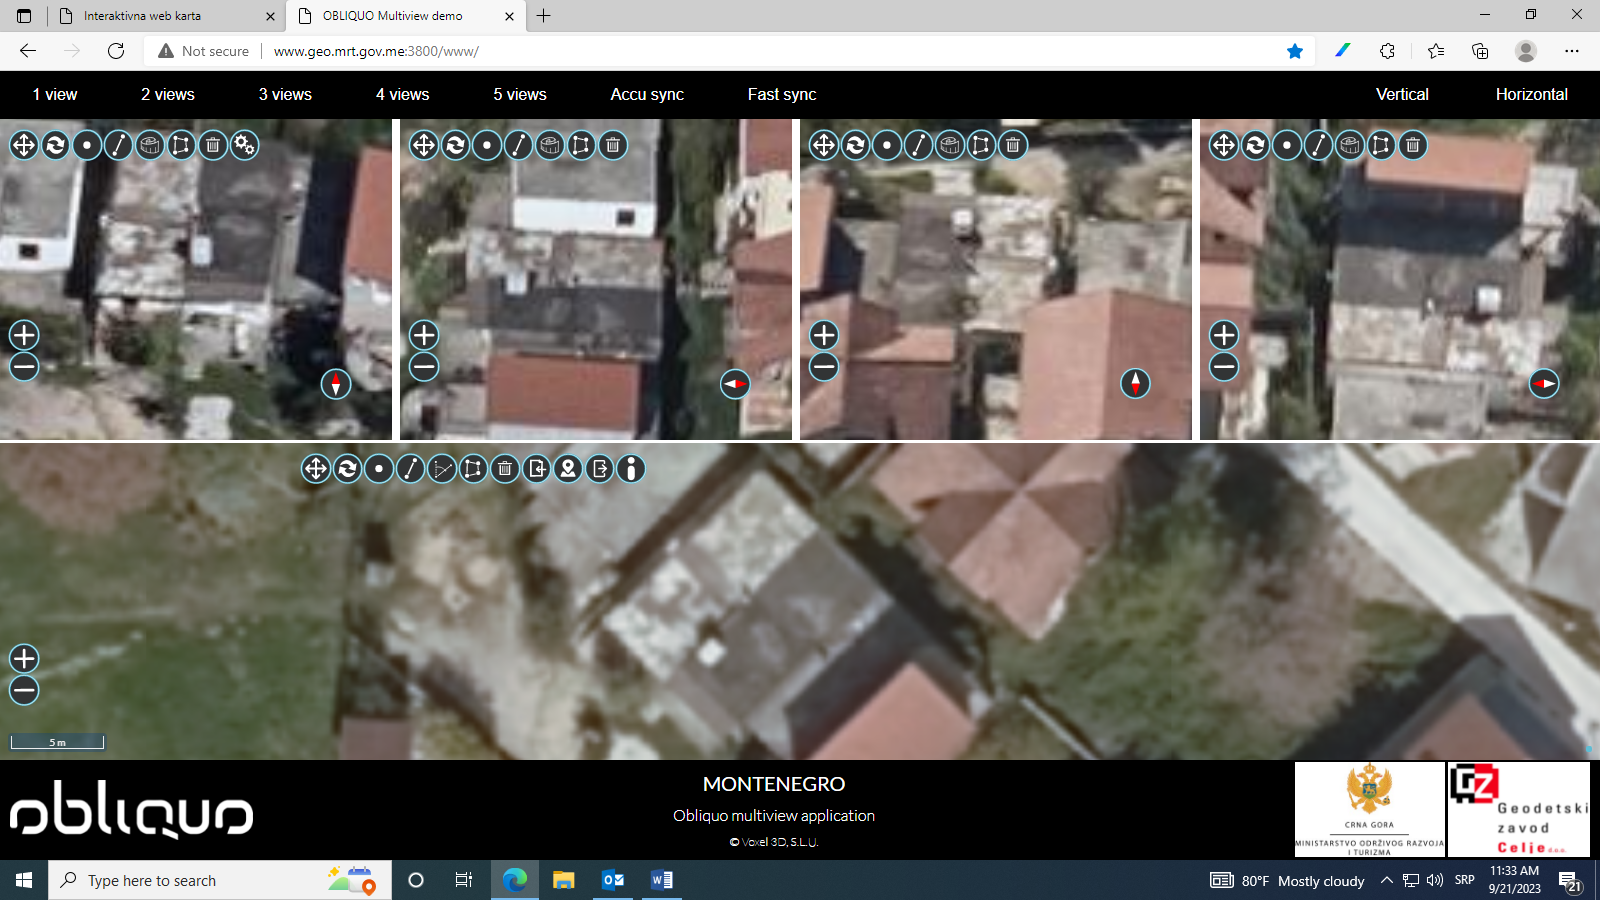 Interaktivna web karta
OBLIQUO Multiview demo
Not secure
www.geo.mrt.gov.me:3800/www/
1 view
2 views
3 views
4 views
5 views
Accu sync
Fast sync
Vertical
Horizontal
5 m
obliquo
MONTENEGRO
Obliquo multiview application
© Voxel 3D, S.L.U.
CRNA GORA
MINISTARSTVO ODRŽIVOG RAZVOJA
I TURIZMA
GZ
Geodetski
zavod
Celje d.o.o.
Type here to search
80°F Mostly cloudy
SRP
11:33 AM
9/21/2023
21